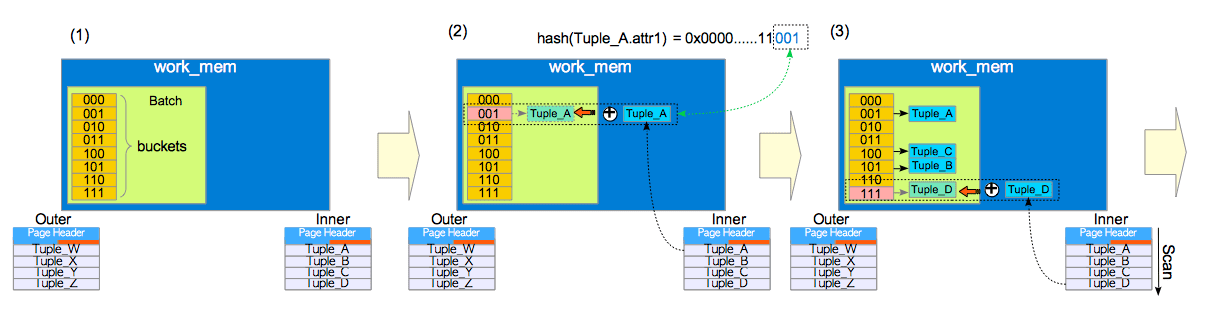 (1)
work_mem
000
001
010
011
100
101
110
111
Batch
buckets
Outer
Page Header
Tuple_W
Tuple_X
Tuple_Y
Tuple_Z
Inner
Page Header
Tuple_A
Tuple_B
Tuple_C
Tuple_D
(2)
hash(Tuple_A.attr1) = 0x0000......11001
work_mem
000
001
010
011
100
101
110
111
Tuple_A
Tuple_A
Outer
Page Header
Tuple_W
Tuple_X
Tuple_Y
Tuple_Z
Inner
Page Header
Tuple_A
Tuple_B
Tuple_C
Tuple_D
(3)
work_mem
000
001
010
011
100
101
110
111
Tuple_A
Tuple_C
Tuple_B
Tuple_D
Tuple_D
Outer
Page Header
Tuple_W
Tuple_X
Tuple_Y
Tuple_Z
Inner
Page Header
Tuple_A
Tuple_B
Tuple_C
Tuple_D
Scan